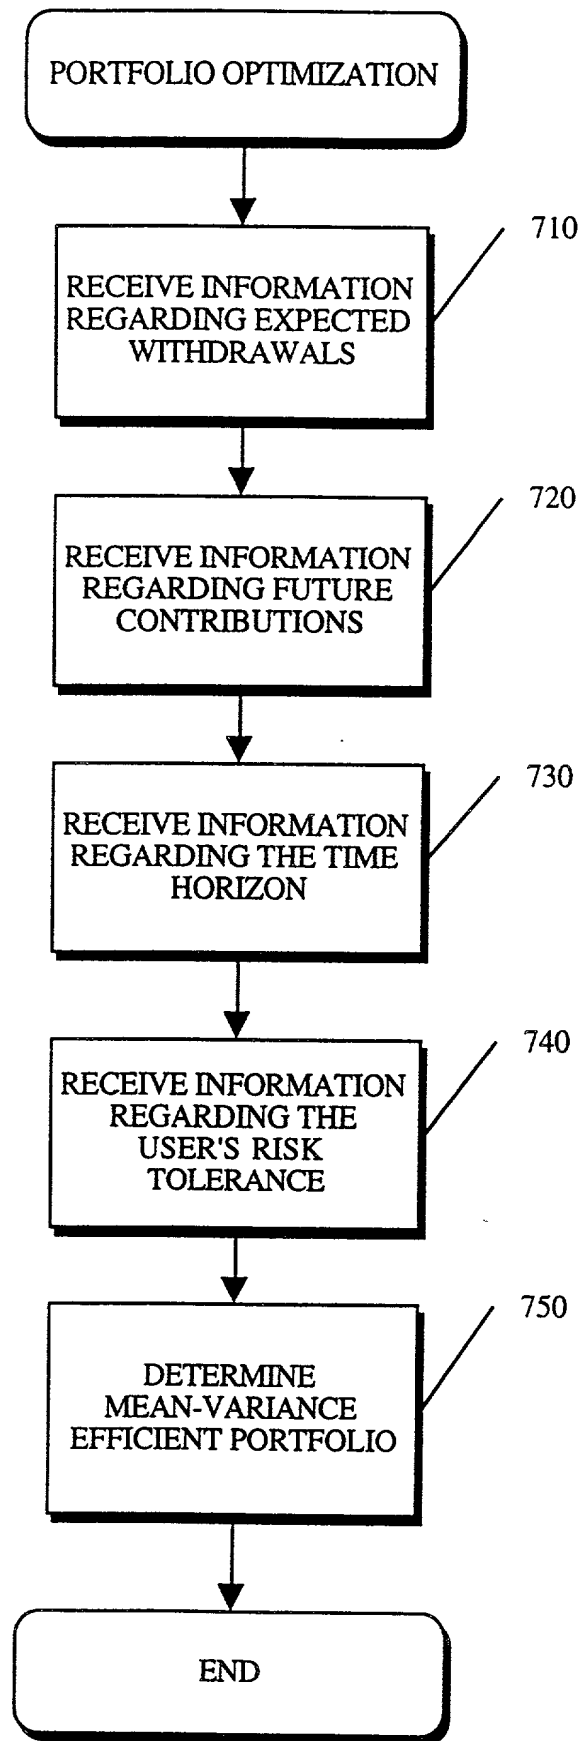 PORTFOLIO OPTIMIZATION
710
RECEIVE INFORMATION
REGARDING EXPECTED
WITHDRAWALS
720
RECEIVE INFORMATION
REGARDING FUTURE
CONTRIBUTIONS
730
RECEIVE INFORMATION
REGARDING THE TIME
HORIZON
740
RECEIVE INFORMATION
REGARDING THE
USER'S RISK
TOLERANCE
750
DETERMINE
MEAN-VARIANCE
EFFICIENT PORTFOLIO
END